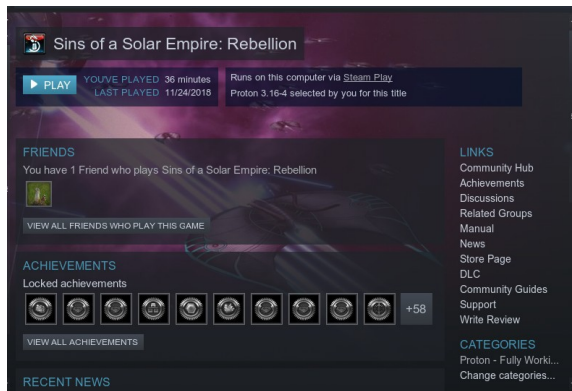 Sins of a Solar Empire: Rebellion
PLAY
YOU'VE PLAYED 36 minutes
LAST PLAYED 11/24/2018
Runs on this computer via Steam Play
Proton 3.16-4 selected by you for this title
FRIENDS
You have 1 Friend who plays Sins of a Solar Empire: Rebellion
VIEW ALL FRIENDS WHO PLAY THIS GAME
ACHIEVEMENTS
Locked achievements
+58
VIEW ALL ACHIEVEMENTS
RECENT NEWS
LINKS
Community Hub
Achievements
Discussions
Related Groups
Manual
News
Store Page
DLC
Community Guides
Support
Write Review
CATEGORIES
Proton - Fully Worki...
Change categories...